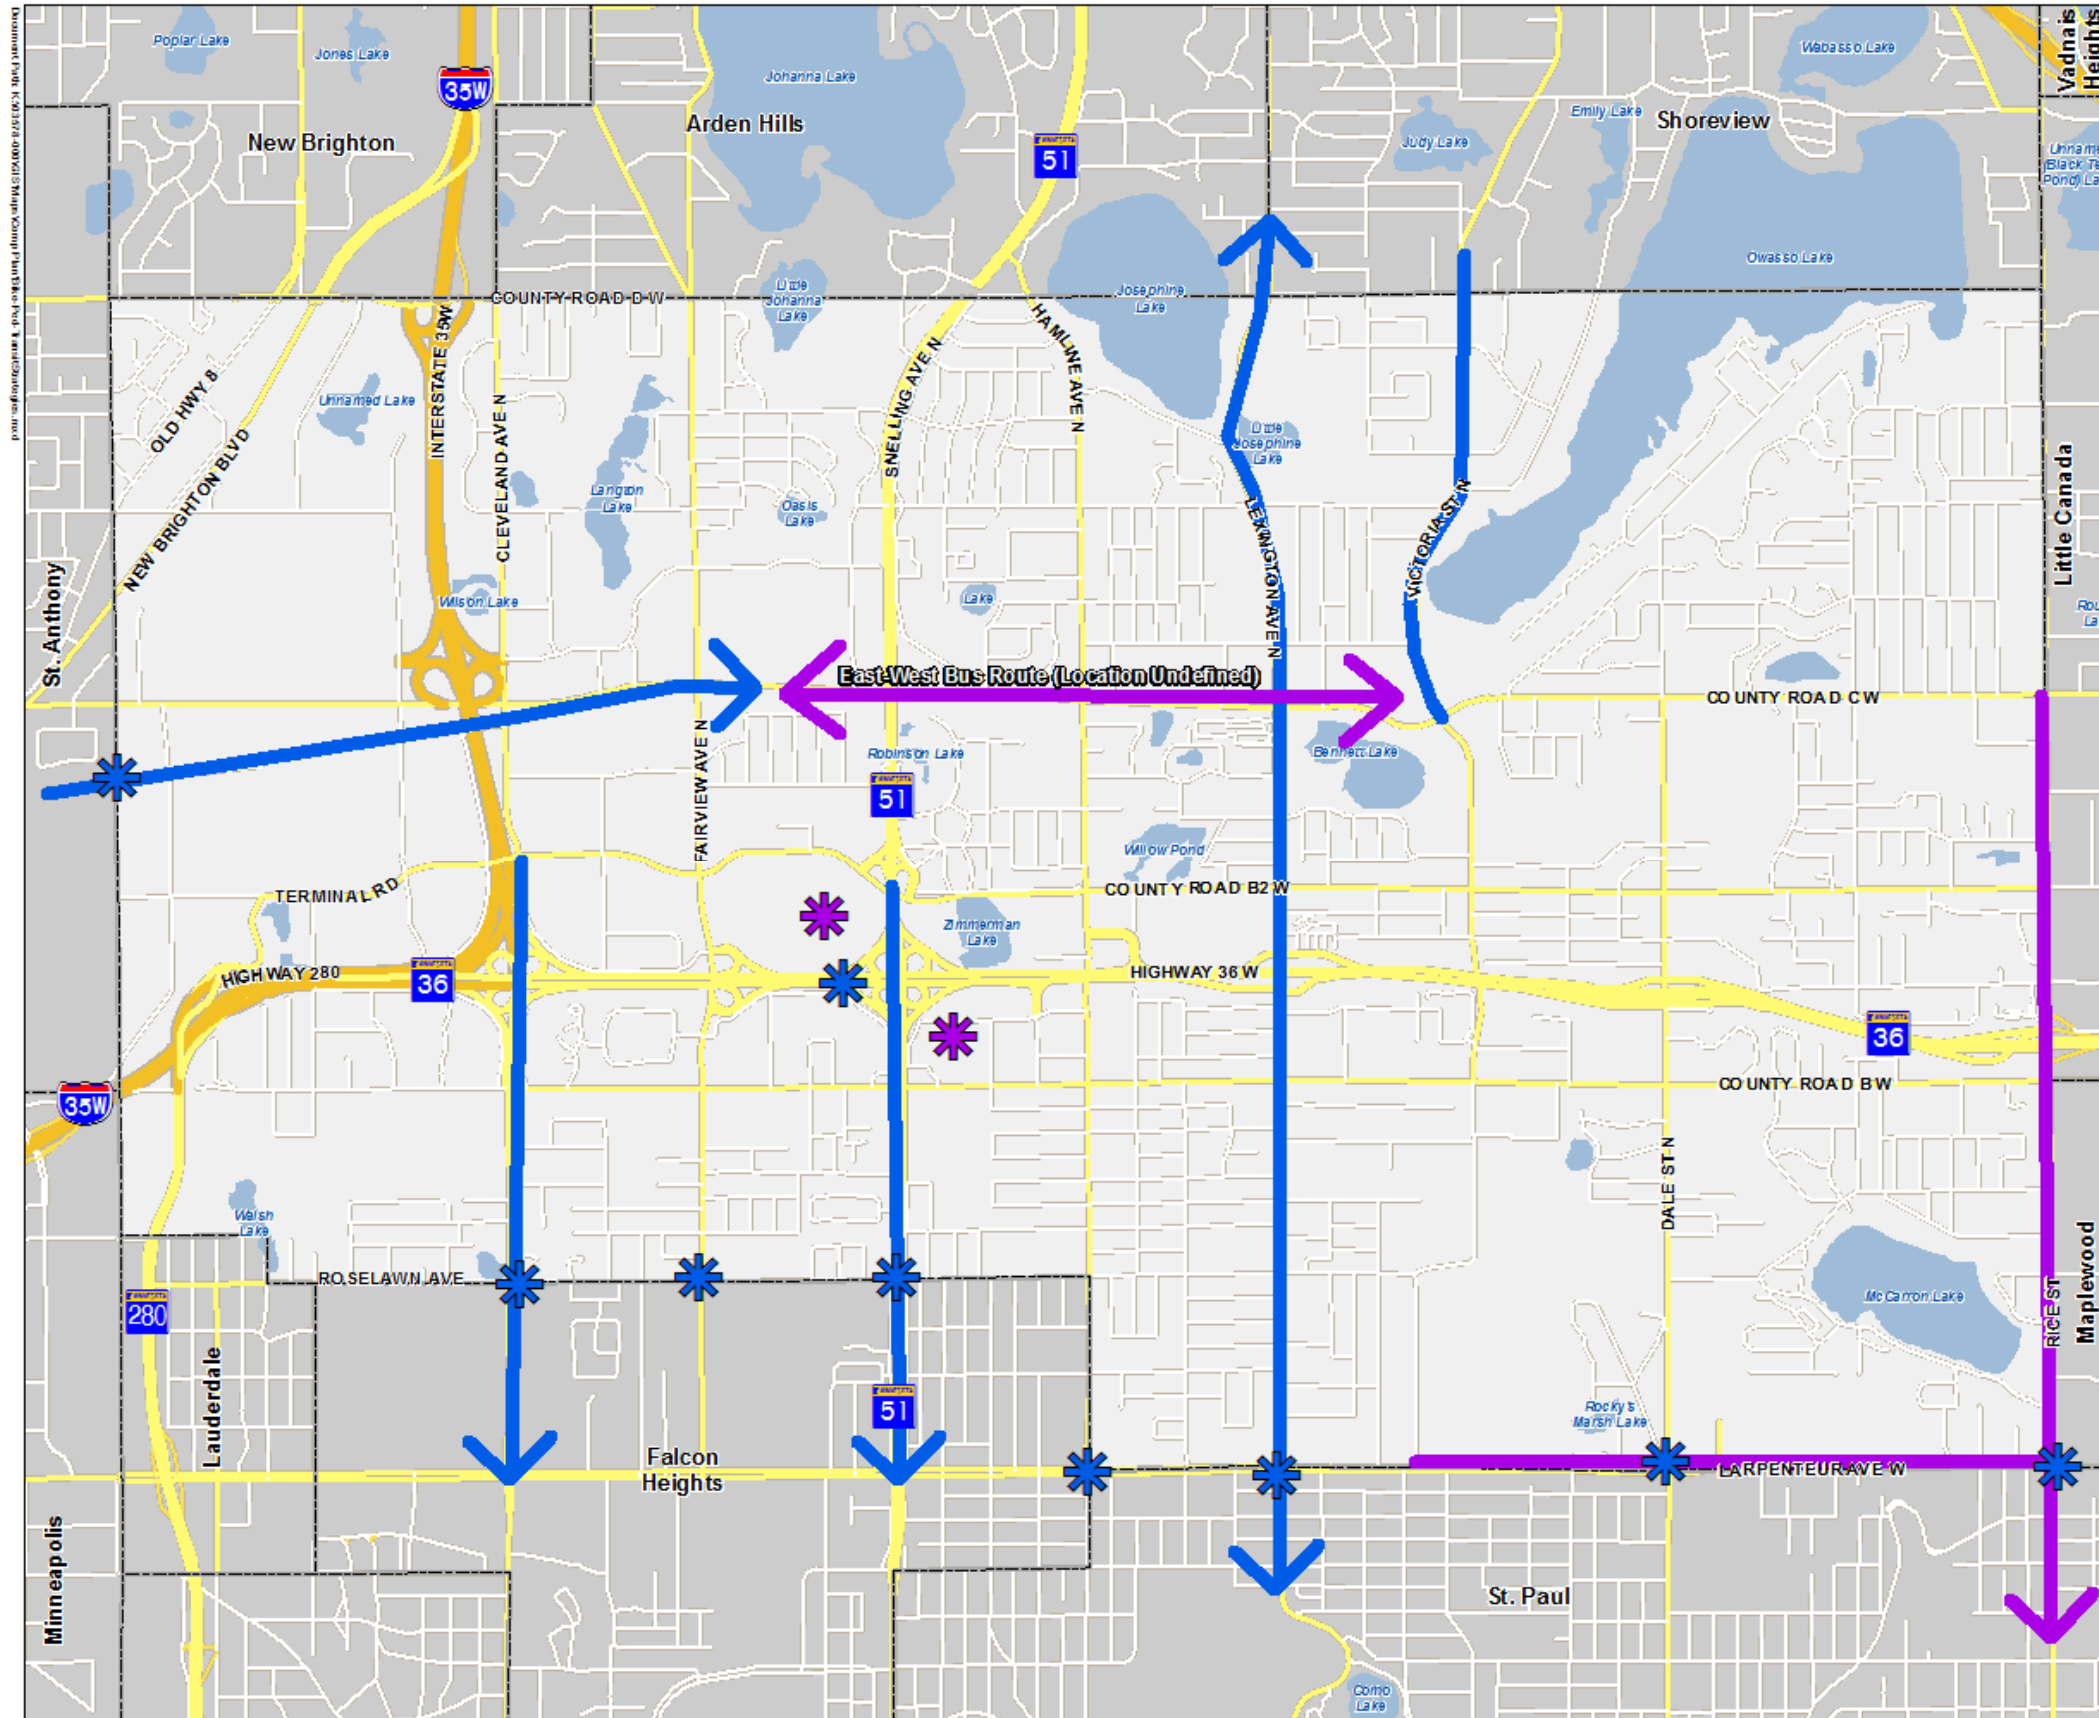 Poplar Lake
Jones Lake
Johanna Lake
Wabasso Lake
Vadnais
Heights
35W
New Brighton
Arden Hills
51
Judy Lake
Emily Lake
Shoreview
Owasso Lake
COUNTY ROAD D W
Little
Johanna
Lake
Josephine
Lake
INTERSTATE 35W
HAMLINE AVE N
SNELLING AVE N
OLD HWY 8
Unnamed Lake
CLEVELAND AVE N
NEW BRIGHTON BLVD
Langton
Lake
Oasis
Lake
Little
Josephine
Lake
LEXINGTON AVE N
VICTORIA ST N
Little Canada
St. Anthony
Wilson Lake
Lake
East-West Bus Route (Location Undefined)
COUNTY ROAD C W
FAIRVIEW AVE N
Robinson Lake
Bennett Lake
51
Willow Pond
TERMINAL RD
COUNTY ROAD B2 W
Zimmerman
Lake
HIGHWAY 280
36
HIGHWAY 36 W
36
35W
COUNTY ROAD B W
DALE ST N
Walsh
Lake
ROSELAWN AVE
280
McCarron Lake
RICE ST
Maplewood
Lauderdale
51
Rocky's
Marsh Lake
Falcon
Heights
LARPENTEUR AVE W
Minneapolis
St. Paul
Como
Lake